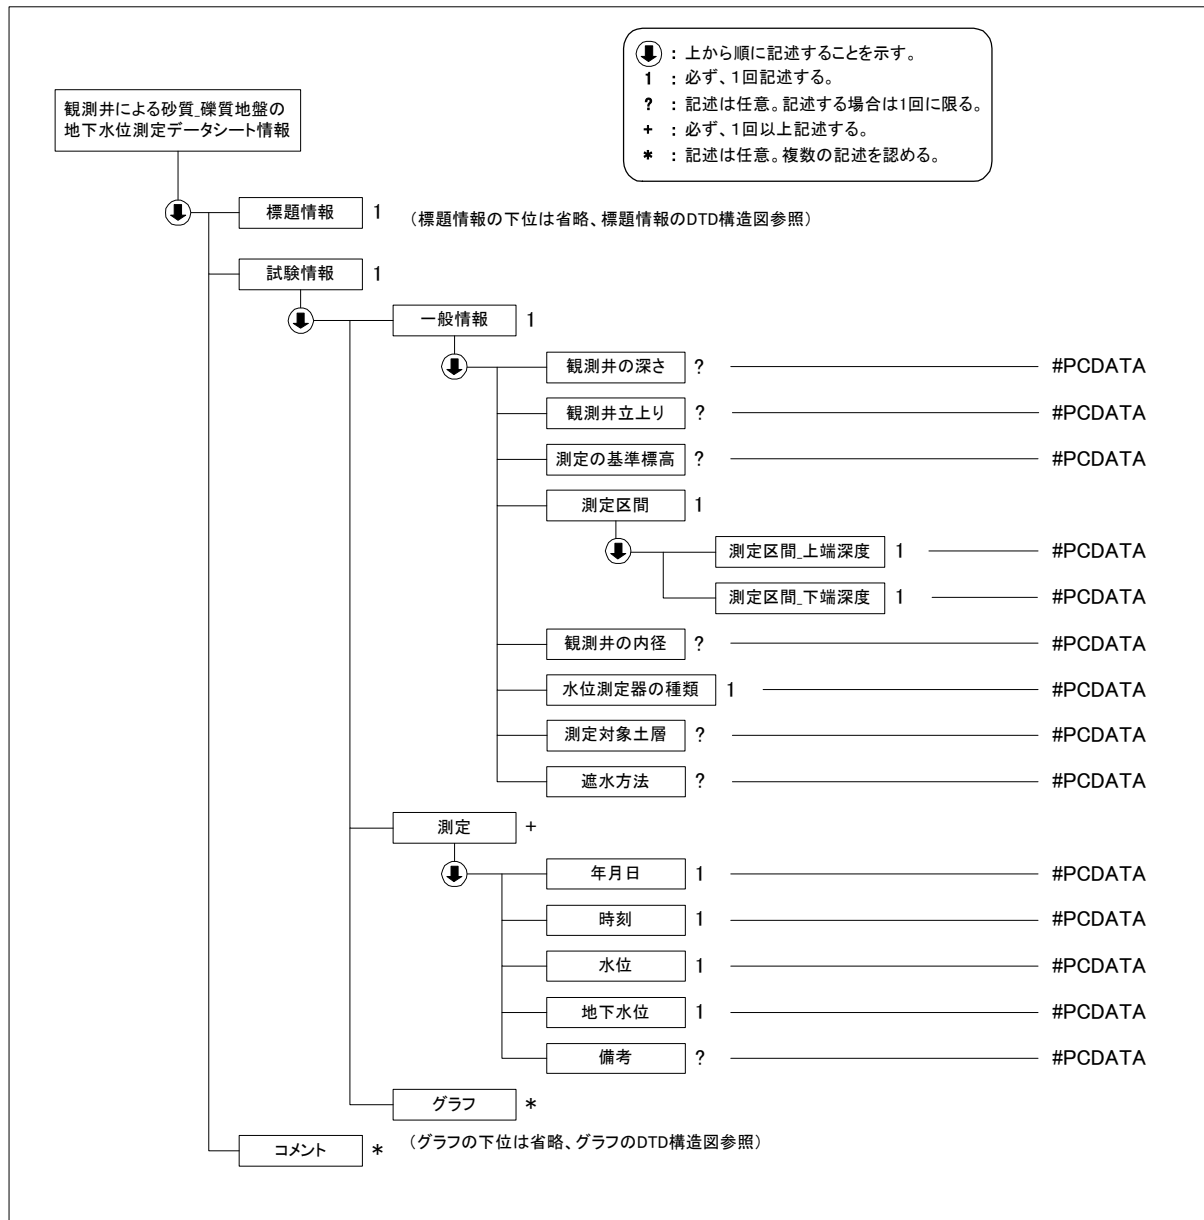 ： 上から順に記述することを示す。
1 ： 必ず、1回記述する。
? ： 記述は任意。記述する場合は1回に限る。
+ ： 必ず、1回以上記述する。
* ： 記述は任意。複数の記述を認める。
観測井による砂質_礫質地盤の
地下水位測定データシート情報
標題情報 1 （標題情報の下位は省略、標題情報のDTD構造図参照）
試験情報 1
一般情報 1
観測井の深さ ? #PCDATA
観測井立上り ? #PCDATA
測定の基準標高 ? #PCDATA
測定区間 1
測定区間_上端深度 1 #PCDATA
測定区間_下端深度 1 #PCDATA
観測井の内径 ? #PCDATA
水位測定器の種類 1 #PCDATA
測定対象土層 ? #PCDATA
遮水方法 ? #PCDATA
測定 +
年月日 1 #PCDATA
時刻 1 #PCDATA
水位 1 #PCDATA
地下水位 1 #PCDATA
備考 ? #PCDATA
グラフ *
（グラフの下位は省略、グラフのDTD構造図参照）
コメント *